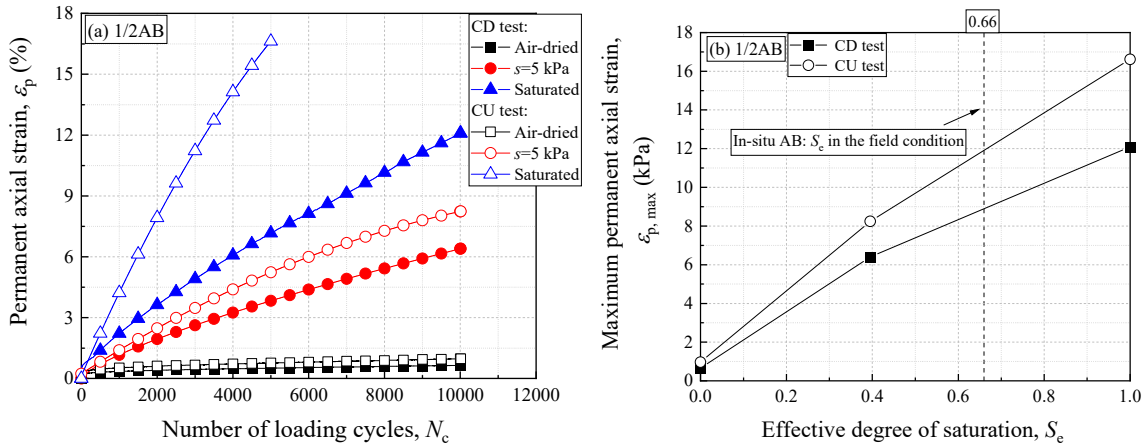 (a) 1/2AB
CD test:
Air-dried
s=5 kPa
Saturated
CU test:
Air-dried
s=5 kPa
Saturated
Permanent axial strain, εp (%)
18
15
12
9
6
3
0
0
2000
4000
6000
8000
10000
12000
Number of loading cycles, Nc
0.66
(b) 1/2AB
CD test
CU test
In-situ AB: Se in the field condition
Maximum permanent axial strain,
εp, max (kPa)
18
16
14
12
10
8
6
4
2
0
0.0
0.2
0.4
0.6
0.8
1.0
Effective degree of saturation, Se